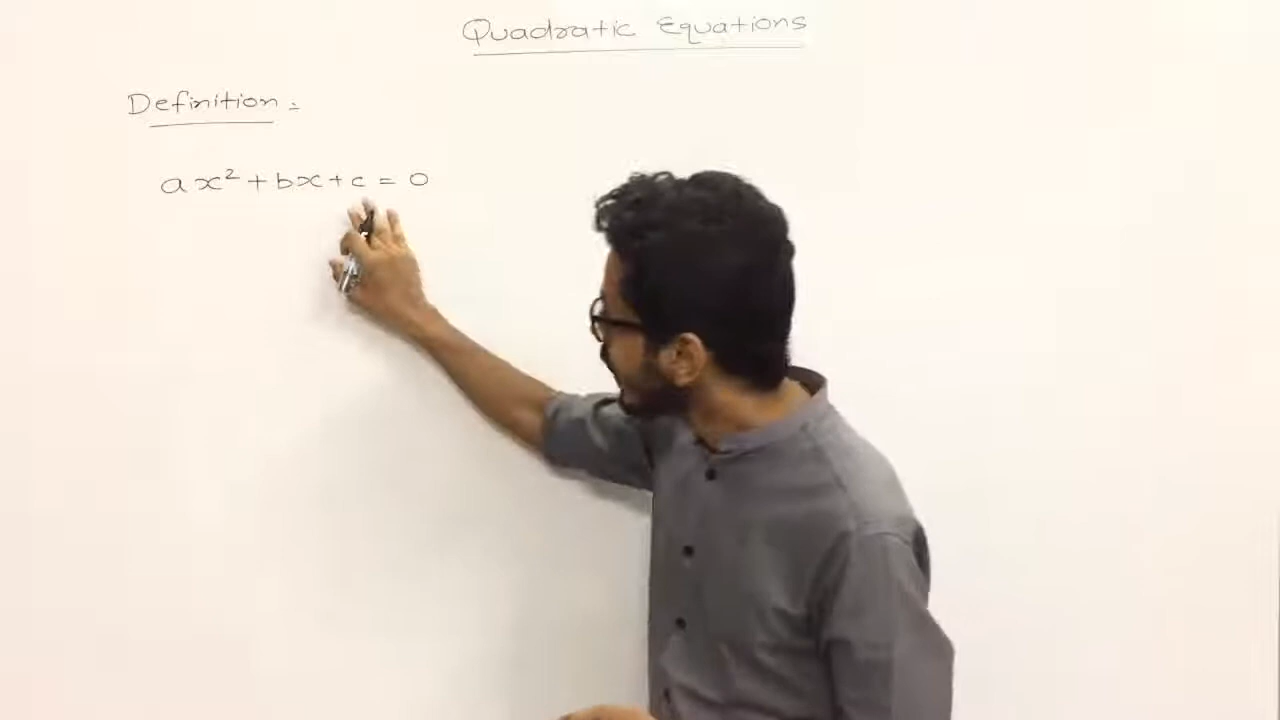 Quadratic Equations
Definition :
ax² + bx + c = 0